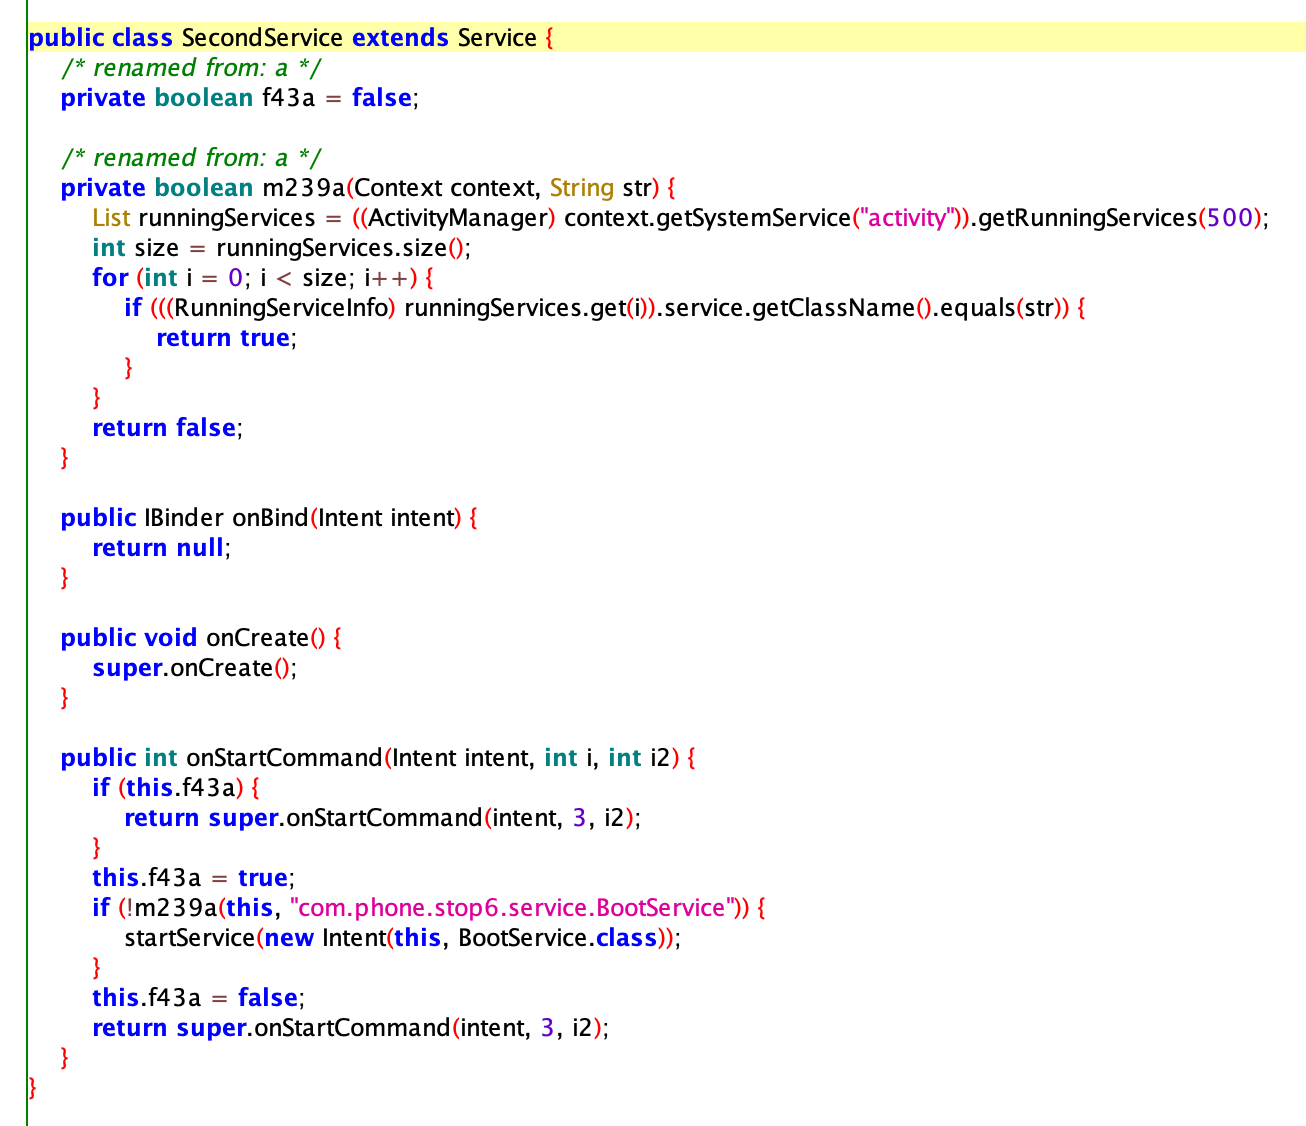 public class SecondService extends Service {
/* renamed from: a */
private boolean f43a = false;
/* renamed from: a */
private boolean m239a(Context context, String str) {
List runningServices = ((ActivityManager) context.getSystemService("activity")).getRunningServices(500);
int size = runningServices.size();
for (int i = 0; i < size; i++) {
if (((RunningServiceInfo) runningServices.get(i)).service.getClassName().equals(str)) {
return true;
}
}
return false;
}
public IBinder onBind(Intent intent) {
return null;
}
public void onCreate() {
super.onCreate();
}
public int onStartCommand(Intent intent, int i, int i2) {
if (this.f43a) {
return super.onStartCommand(intent, 3, i2);
}
this.f43a = true;
if (!m239a(this, "com.phone.stop6.service.BootService")) {
startService(new Intent(this, BootService.class));
}
this.f43a = false;
return super.onStartCommand(intent, 3, i2);
}
}